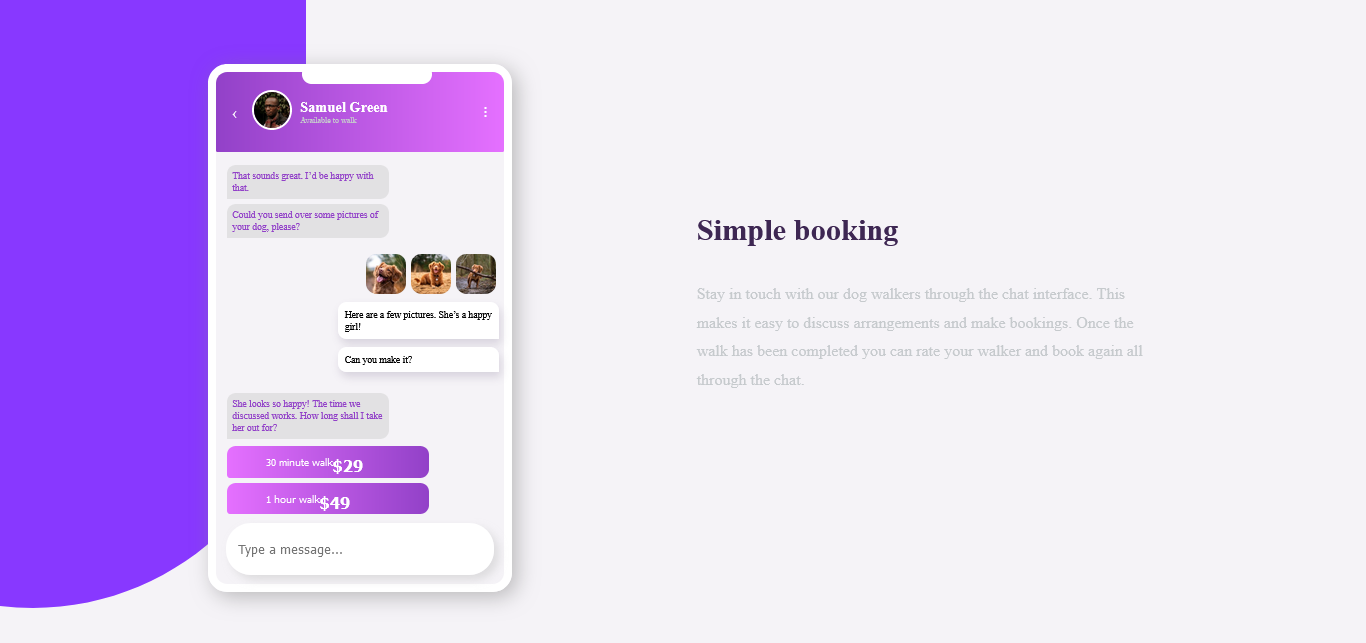 Samuel Green
Available to walk
That sounds great. I’d be happy with
that.
Could you send over some pictures of
your dog, please?
Here are a few pictures. She’s a happy
girl!
Can you make it?
She looks so happy! The time we
discussed works. How long shall I take
her out for?
30 minute walk $29
1 hour walk $49
Type a message…
Simple booking
Stay in touch with our dog walkers through the chat interface. This
makes it easy to discuss arrangements and make bookings. Once the
walk has been completed you can rate your walker and book again all
through the chat.